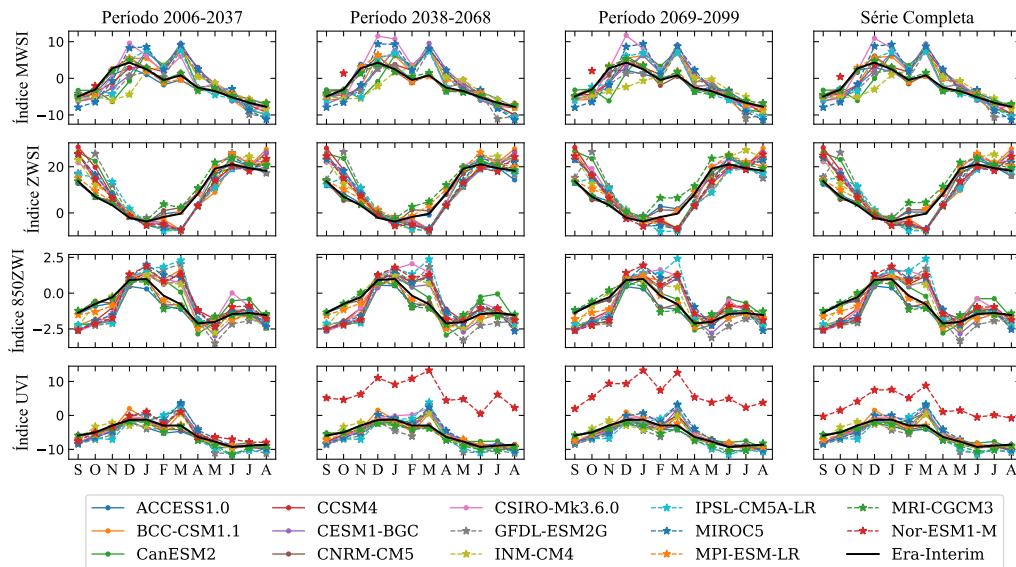 Período 2006-2037 Período 2038-2068 Período 2069-2099 Série Completa
Índice MWSI
0
−10
Índice ZWSI
20
0
Índice 850ZWI
2.5
0.0
−2.5
Índice UVI
10
0
−10
S O N D J F M A M J J A S O N D J F M A M J J A S O N D J F M A M J J A S O N D J F M A M J J A
ACCESS1.0 CCSM4 CSIRO-Mk3.6.0 IPSL-CM5A-LR MRI-CGCM3
BCC-CSM1.1 CESM1-BGC GFDL-ESM2G MIROC5 Nor-ESM1-M
CanESM2 CNRM-CM5 INM-CM4 MPI-ESM-LR Era-Interim